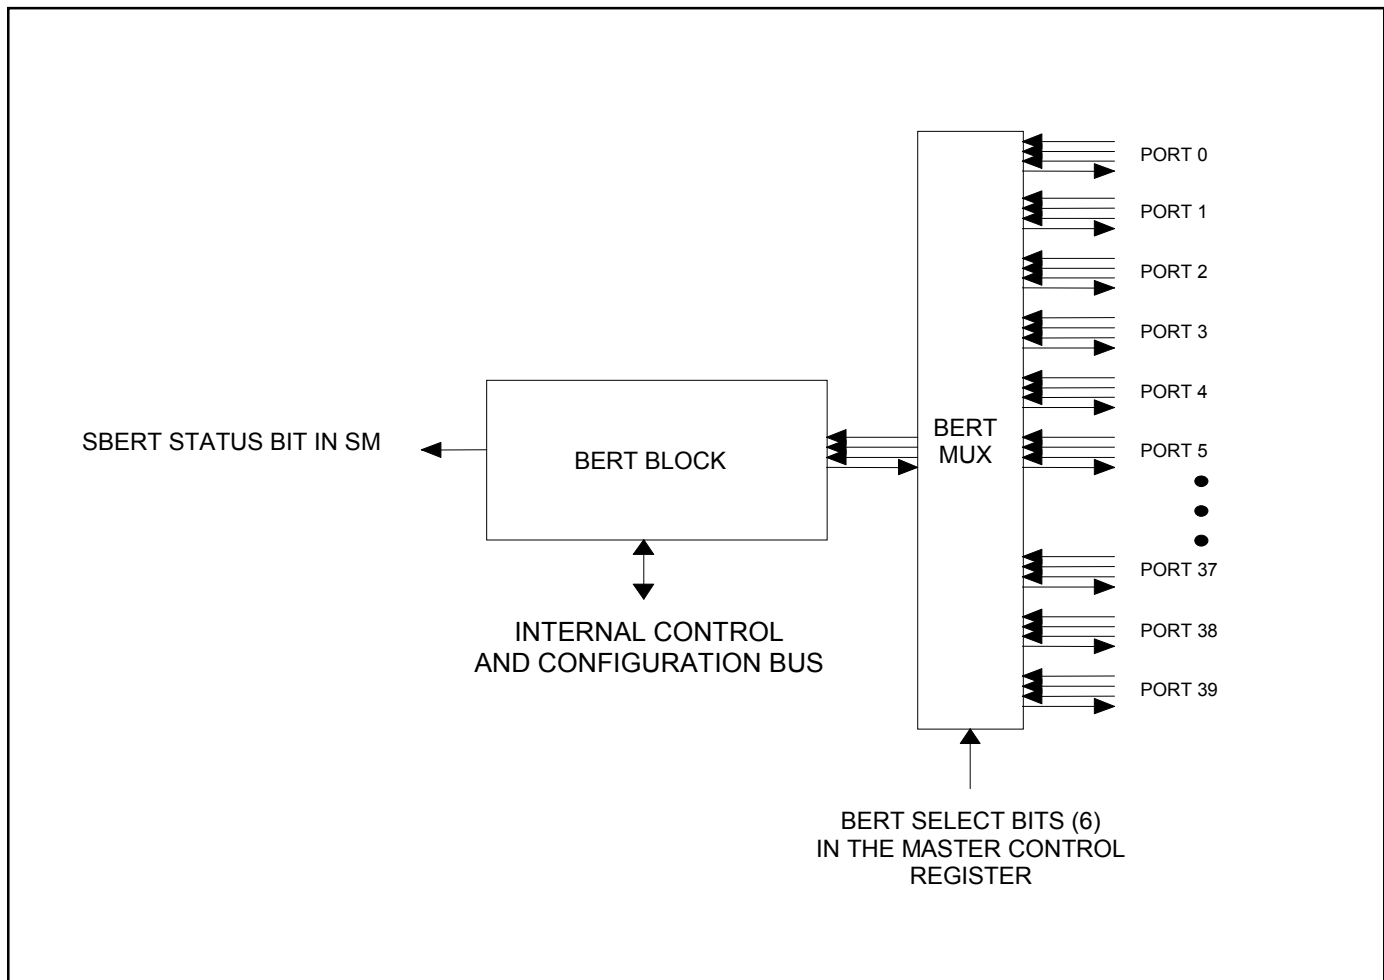 PORT 0
PORT 1
PORT 2
PORT 3
PORT 4
BERT
MUX
SBERT STATUS BIT IN SM
BERT BLOCK
PORT 5
PORT 37
INTERNAL CONTROL
AND CONFIGURATION BUS
PORT 38
PORT 39
BERT SELECT BITS (6)
IN THE MASTER CONTROL
REGISTER